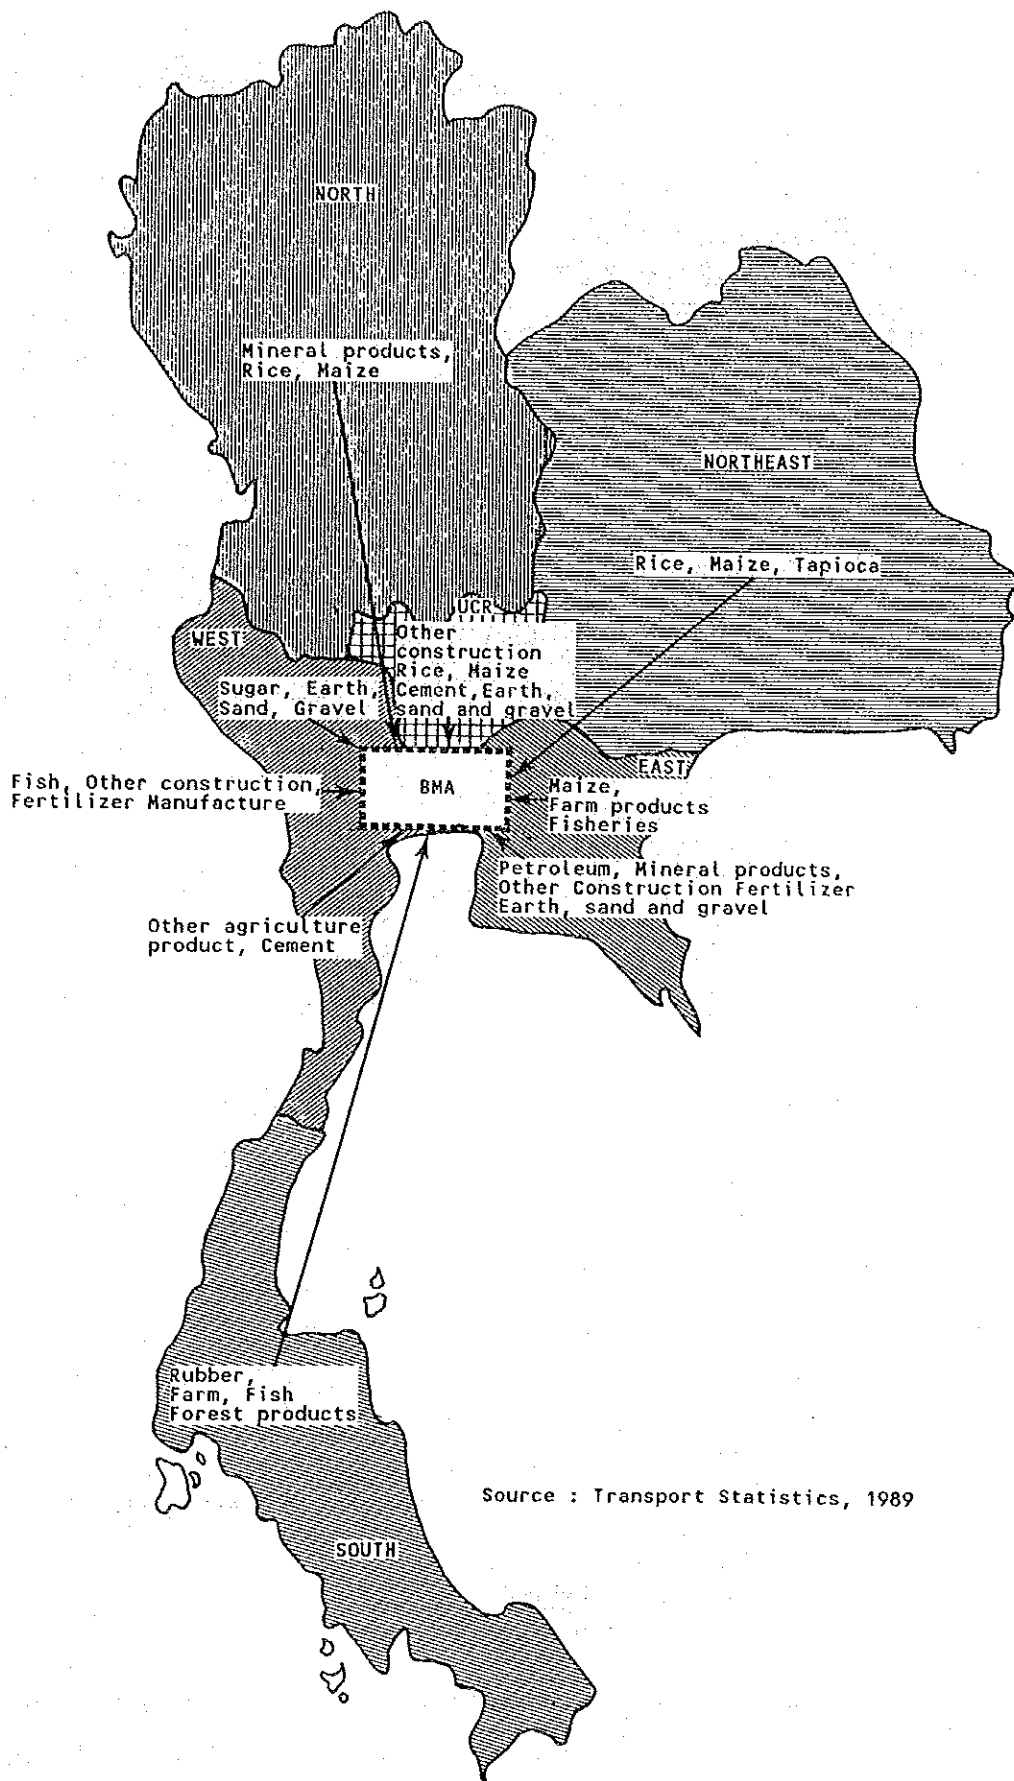 NORTH
Mineral products,
Rice, Maize
NORTHEAST
Rice, Maize, Tapioca
UCR
Other
construction
Rice, Maize
Cement,Earth,
sand and gravel
WEST
Sugar, Earth,
Sand, Gravel
EAST
Fish, Other construction,
Fertilizer Manufacture
BMA
Maize,
Farm products
Fisheries
Petroleum, Mineral products,
Other Construction Fertilizer
Earth, sand and gravel
Other agriculture
product, Cement
Rubber,
Farm, Fish
Forest products
Source : Transport Statistics, 1989
SOUTH